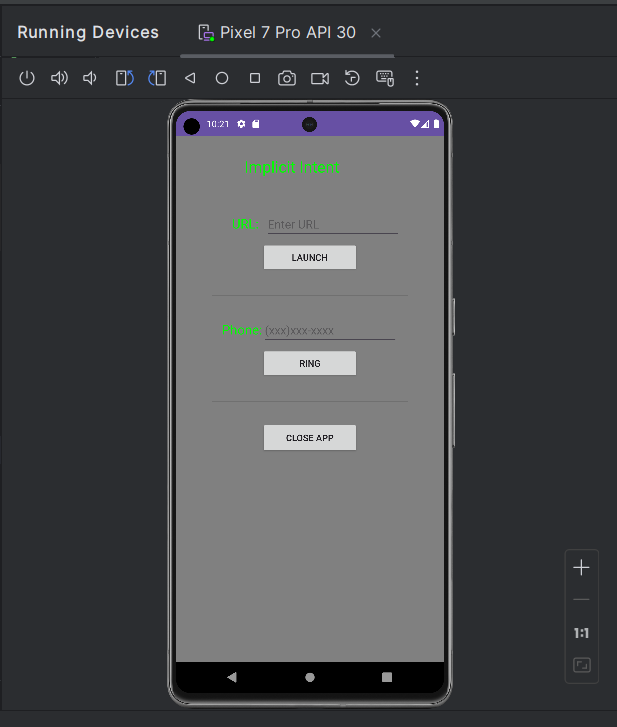 Running Devices
Pixel 7 Pro API 30
10:21
Implicit Intent
URL:
Enter URL
LAUNCH
Phone:
(xxx)xxx-xxxx
RING
CLOSE APP
1:1